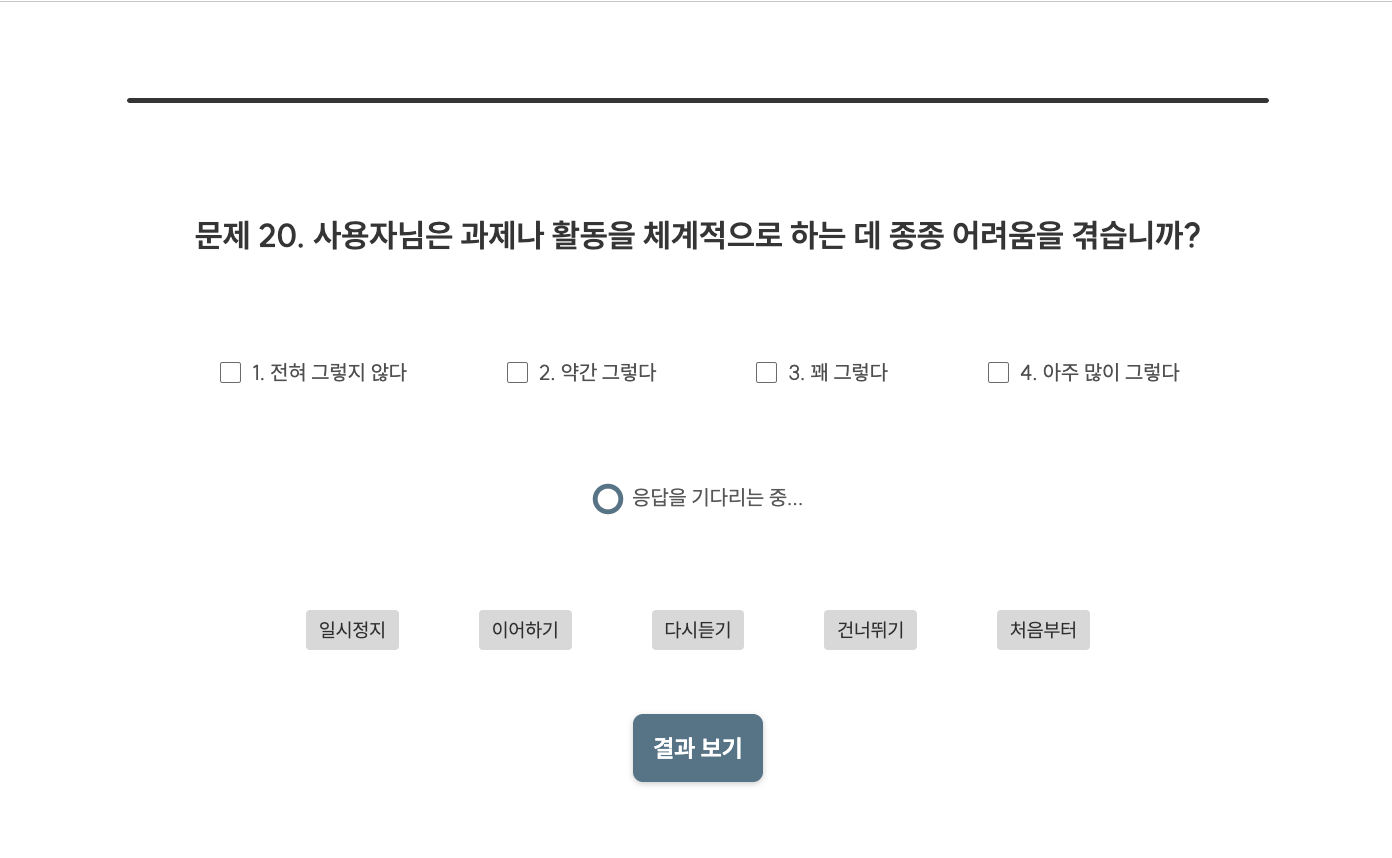 문제 20. 사용자님은 과제나 활동을 체계적으로 하는 데 종종 어려움을 겪습니까?
1. 전혀 그렇지 않다 2. 약간 그렇다 3. 꽤 그렇다 4. 아주 많이 그렇다
응답을 기다리는 중...
일시정지 이어하기 다시듣기 건너뛰기 처음부터
결과 보기